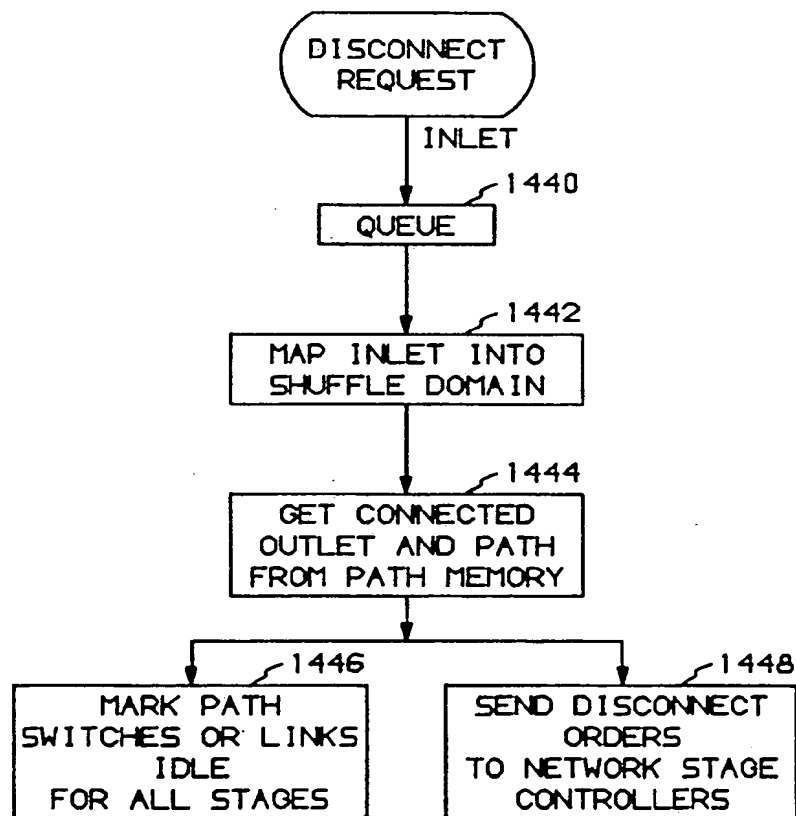 DISCONNECT
REQUEST
INLET
1440
QUEUE
1442
MAP INLET INTO
SHUFFLE DOMAIN
1444
GET CONNECTED
OUTLET AND PATH
FROM PATH MEMORY
1446
MARK PATH
SWITCHES OR LINKS
IDLE
FOR ALL STAGES
1448
SEND DISCONNECT
ORDERS
TO NETWORK STAGE
CONTROLLERS